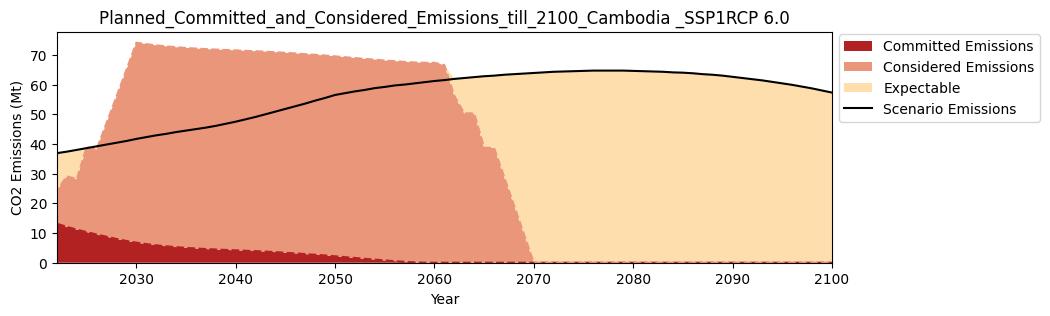 Planned_Committed_and_Considered_Emissions_till_2100_Cambodia _SSP1RCP 6.0
CO2 Emissions (Mt)
70
60
50
40
30
20
10
0
2030 2040 2050 2060 2070 2080 2090 2100
Year
Committed Emissions
Considered Emissions
Expectable
Scenario Emissions